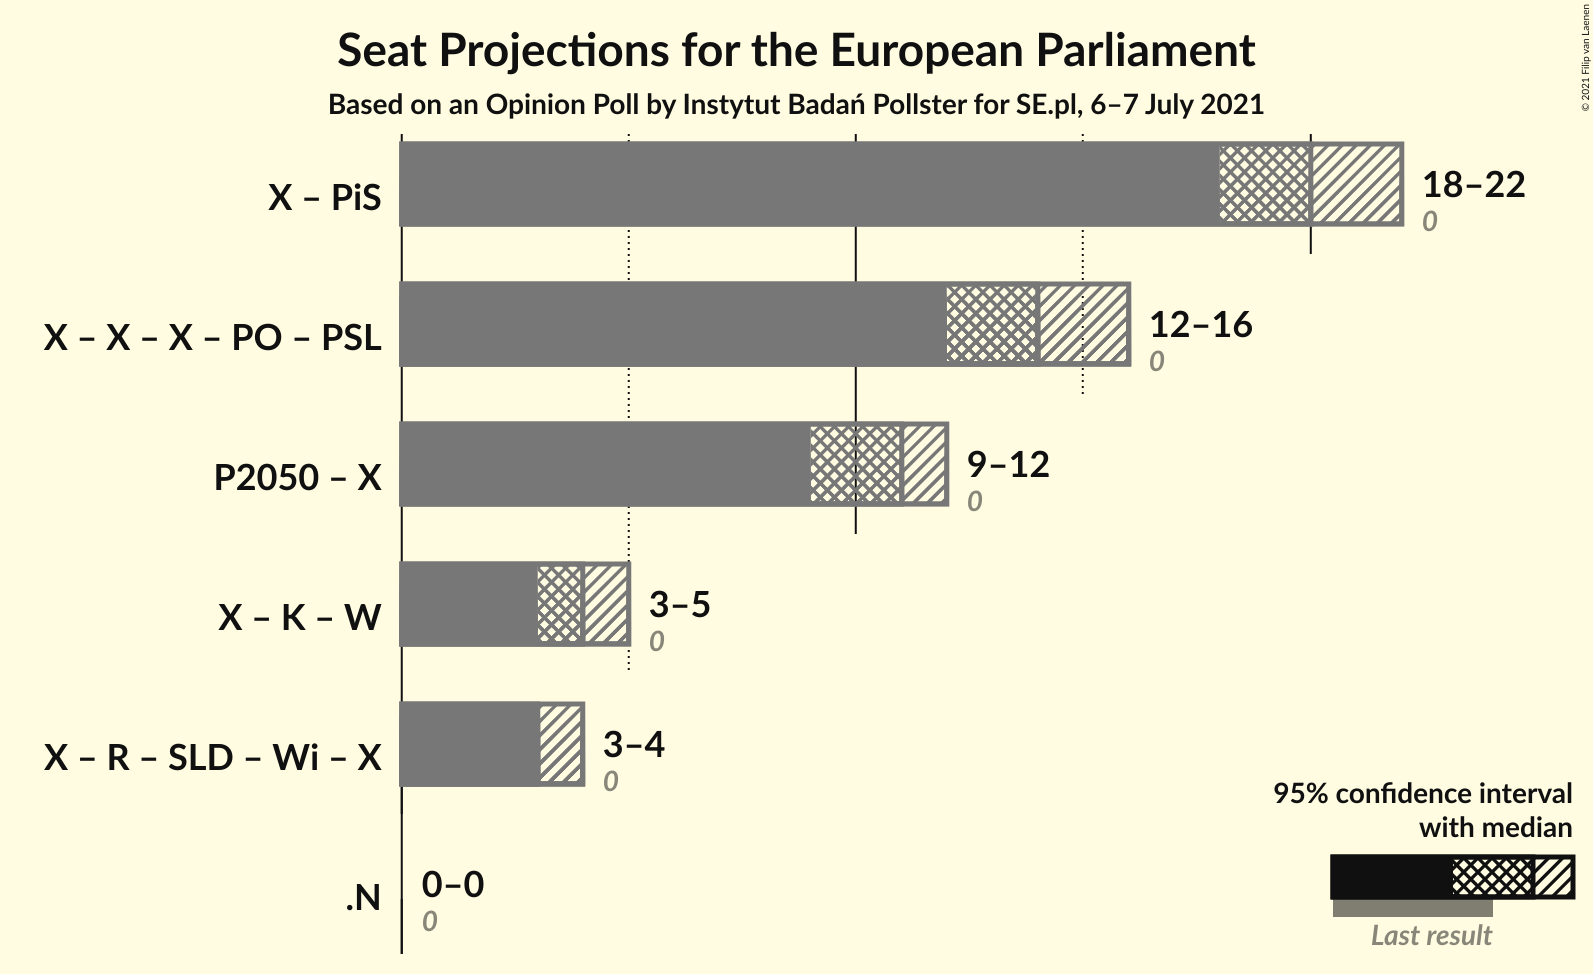 Seat Projections for the European Parliament
Based on an Opinion Poll by Instytut Badań Pollster for SE.pl, 6–7 July 2021
© 2021 Filip van Laenen
X – PiS
18–22
0
X – X – X – PO – PSL
12–16
0
P2050 – X
9–12
0
X – K – W
3–5
0
X – R – SLD – Wi – X
3–4
0
.N
0–0
0
95% confidence interval
with median
Last result